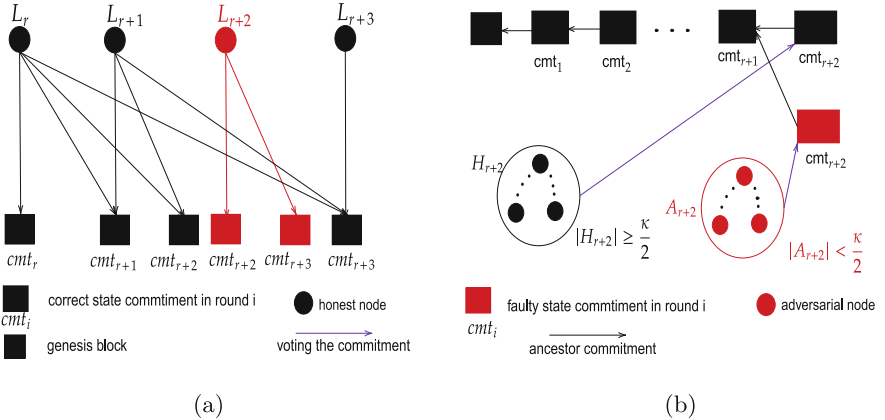 L_r L_{r+1} L_{r+2} L_{r+3}
cmt_r cmt_{r+1} cmt_{r+2} cmt_{r+2} cmt_{r+3} cmt_{r+3}
cmt_i correct state commtiment in round i
honest node
genesis block
voting the commitment
(a)
cmt_1 cmt_2 ... cmt_{r+1} cmt_{r+2}
cmt_{r+2}
H_{r+2}
|H_{r+2}| ≥ κ/2
A_{r+2}
|A_{r+2}| < κ/2
cmt_i faulty state commtiment in round i
adversarial node
ancestor commitment
(b)